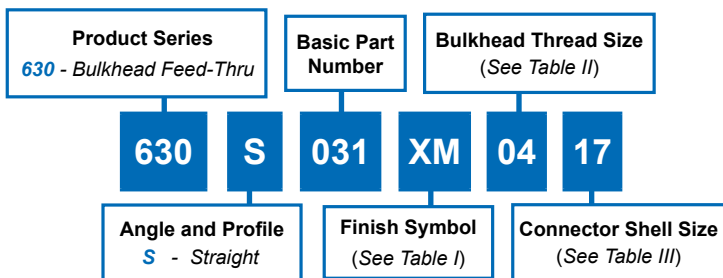 Product Series
630 - Bulkhead Feed-Thru
Basic Part
Number
Bulkhead Thread Size
(See Table II)
630 S 031 XM 04 17
Angle and Profile
S - Straight
Finish Symbol
(See Table I)
Connector Shell Size
(See Table III)